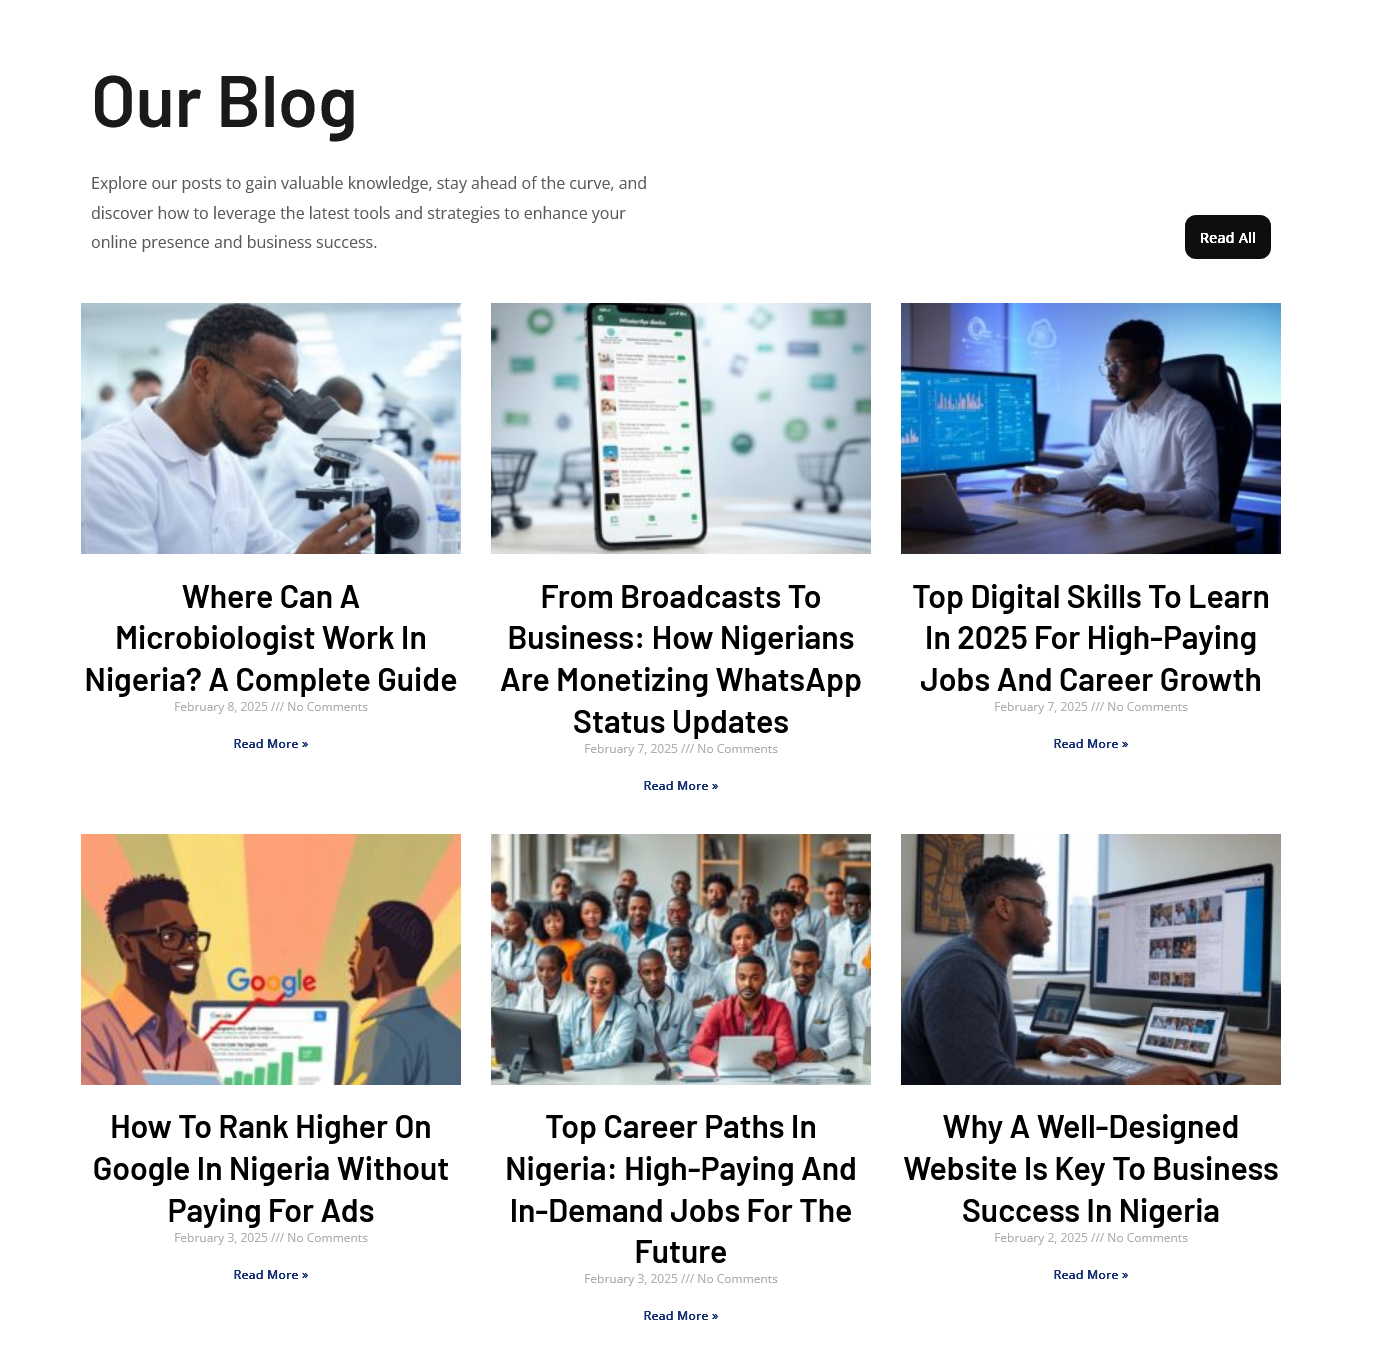 Our Blog
Explore our posts to gain valuable knowledge, stay ahead of the curve, and
discover how to leverage the latest tools and strategies to enhance your
online presence and business success.
Read All
Where Can A
Microbiologist Work In
Nigeria? A Complete Guide
February 8, 2025 /// No Comments
Read More »
From Broadcasts To
Business: How Nigerians
Are Monetizing WhatsApp
Status Updates
February 7, 2025 /// No Comments
Read More »
Top Digital Skills To Learn
In 2025 For High-Paying
Jobs And Career Growth
February 7, 2025 /// No Comments
Read More »
Google
Google
How To Rank Higher On
Google In Nigeria Without
Paying For Ads
February 3, 2025 /// No Comments
Read More »
Top Career Paths In
Nigeria: High-Paying And
In-Demand Jobs For The
Future
February 3, 2025 /// No Comments
Read More »
Why A Well-Designed
Website Is Key To Business
Success In Nigeria
February 2, 2025 /// No Comments
Read More »